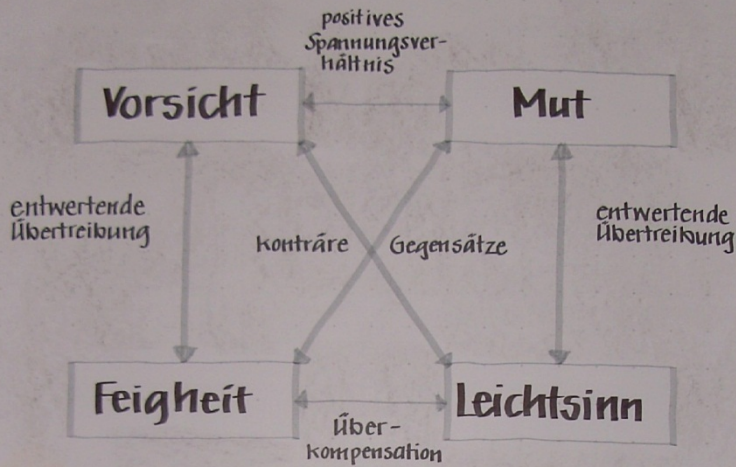 positives
Spannungsver-
hältnis
Vorsicht
Mut
entwertende
Übertreibung
entwertende
Übertreibung
Konträre Gegensätze
Feigheit
Leichtsinn
Über-
kompensation